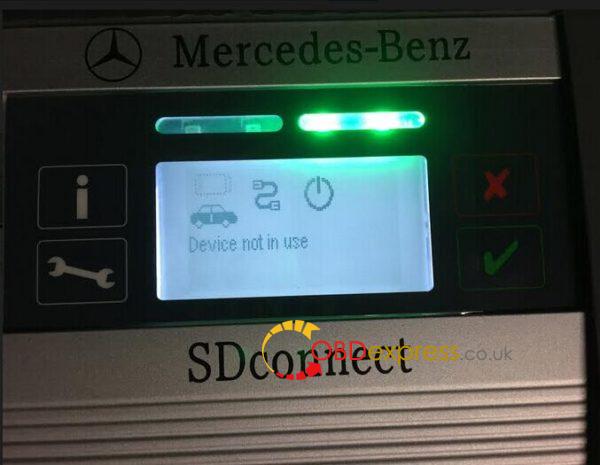 Mercedes-Benz
i
Device not in use
SDconnect
OBDexpress.co.uk